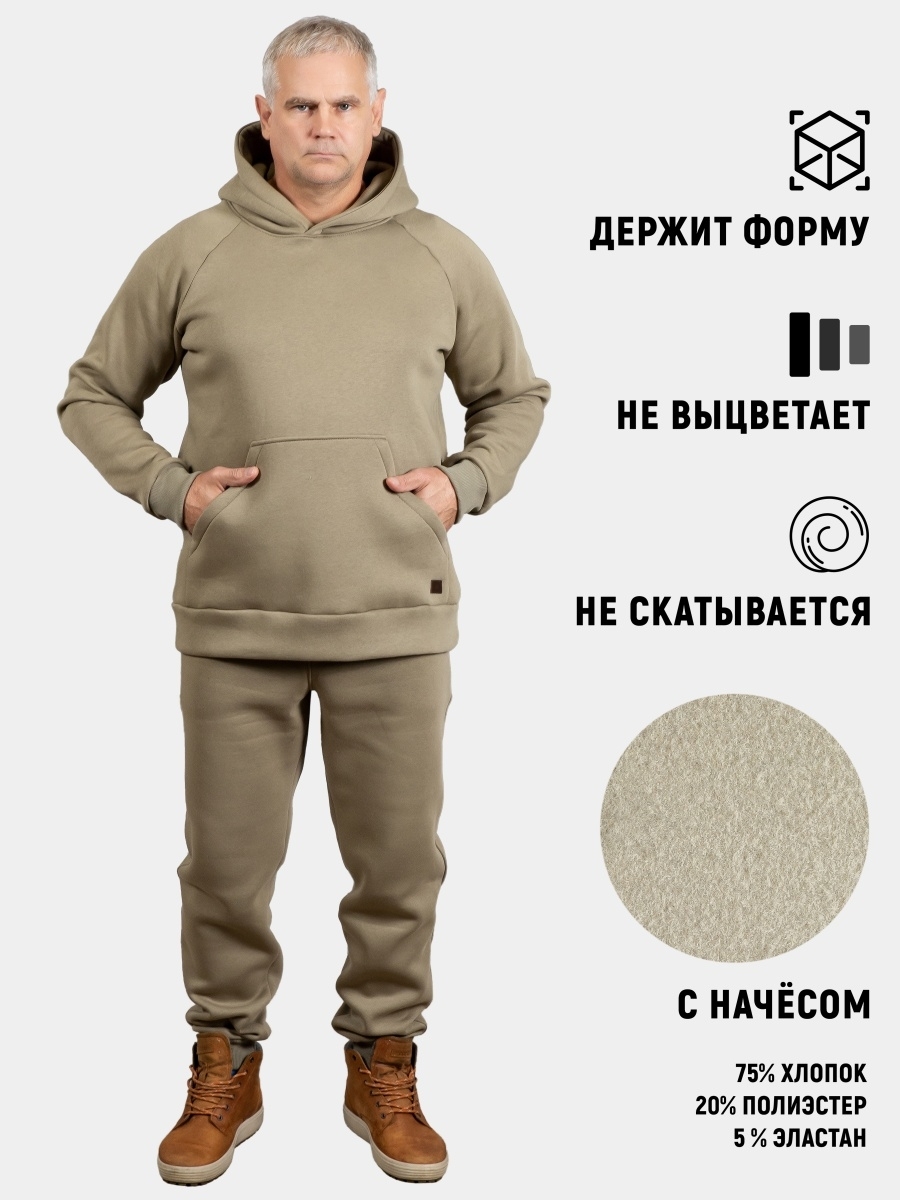 ДЕРЖИТ ФОРМУ
НЕ ВЫЦВЕТАЕТ
НЕ СКАТЫВАЕТСЯ
С НАЧЁСОМ
75% ХЛОПОК
20% ПОЛИЭСТЕР
5 % ЭЛАСТАН